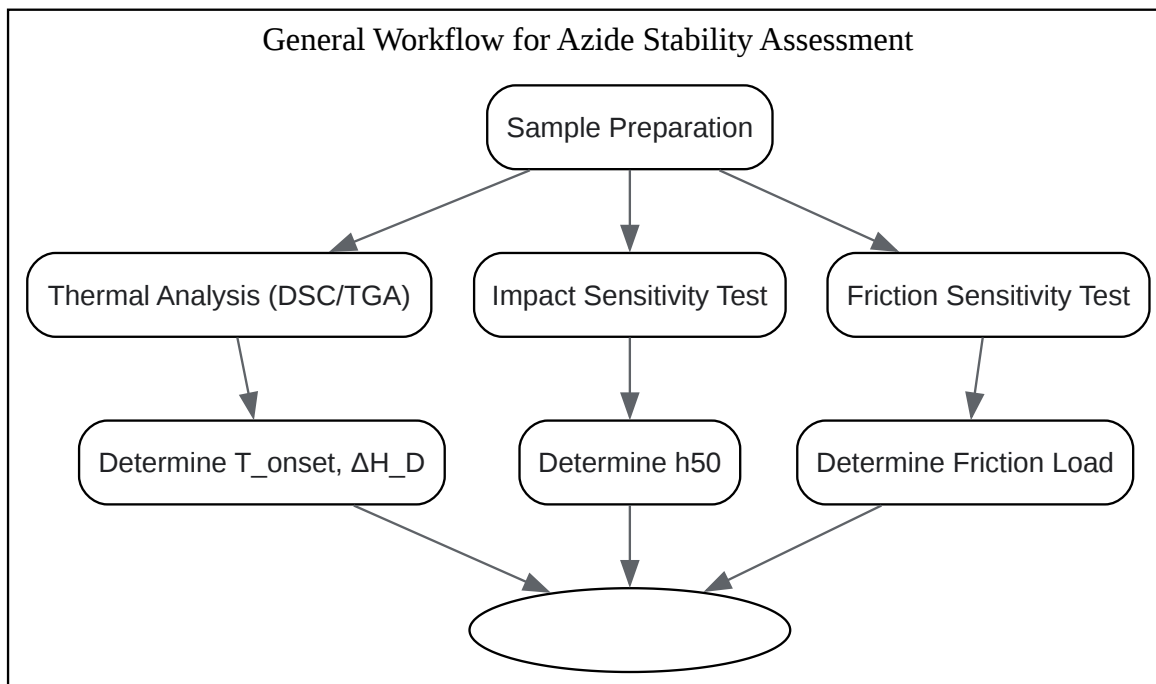 General Workflow for Azide Stability Assessment
Sample Preparation
Thermal Analysis (DSC/TGA)
Impact Sensitivity Test
Friction Sensitivity Test
Determine T_onset, ΔH_D
Determine h50
Determine Friction Load